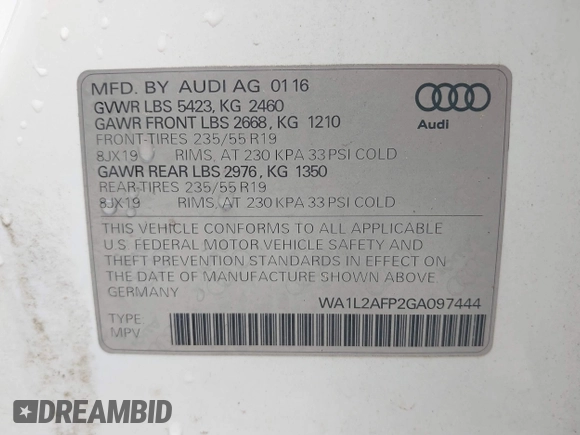 MFD. BY AUDI AG 01 16
GVWR LBS 5423, KG 2460
GAWR FRONT LBS 2668, KG 1210
FRONT-TIRES 235/55 R19
8JX19 RIMS, AT 230 KPA 33 PSI COLD
GAWR REAR LBS 2976, KG 1350
REAR-TIRES 235/55 R19
8JX19 RIMS, AT 230 KPA 33 PSI COLD
Audi
THIS VEHICLE CONFORMS TO ALL APPLICABLE
U.S. FEDERAL MOTOR VEHICLE SAFETY AND
THEFT PREVENTION STANDARDS IN EFFECT ON
THE DATE OF MANUFACTURE SHOWN ABOVE.
GERMANY
WA1L2AFP2GA097444
TYPE
MPV
DREAMBID